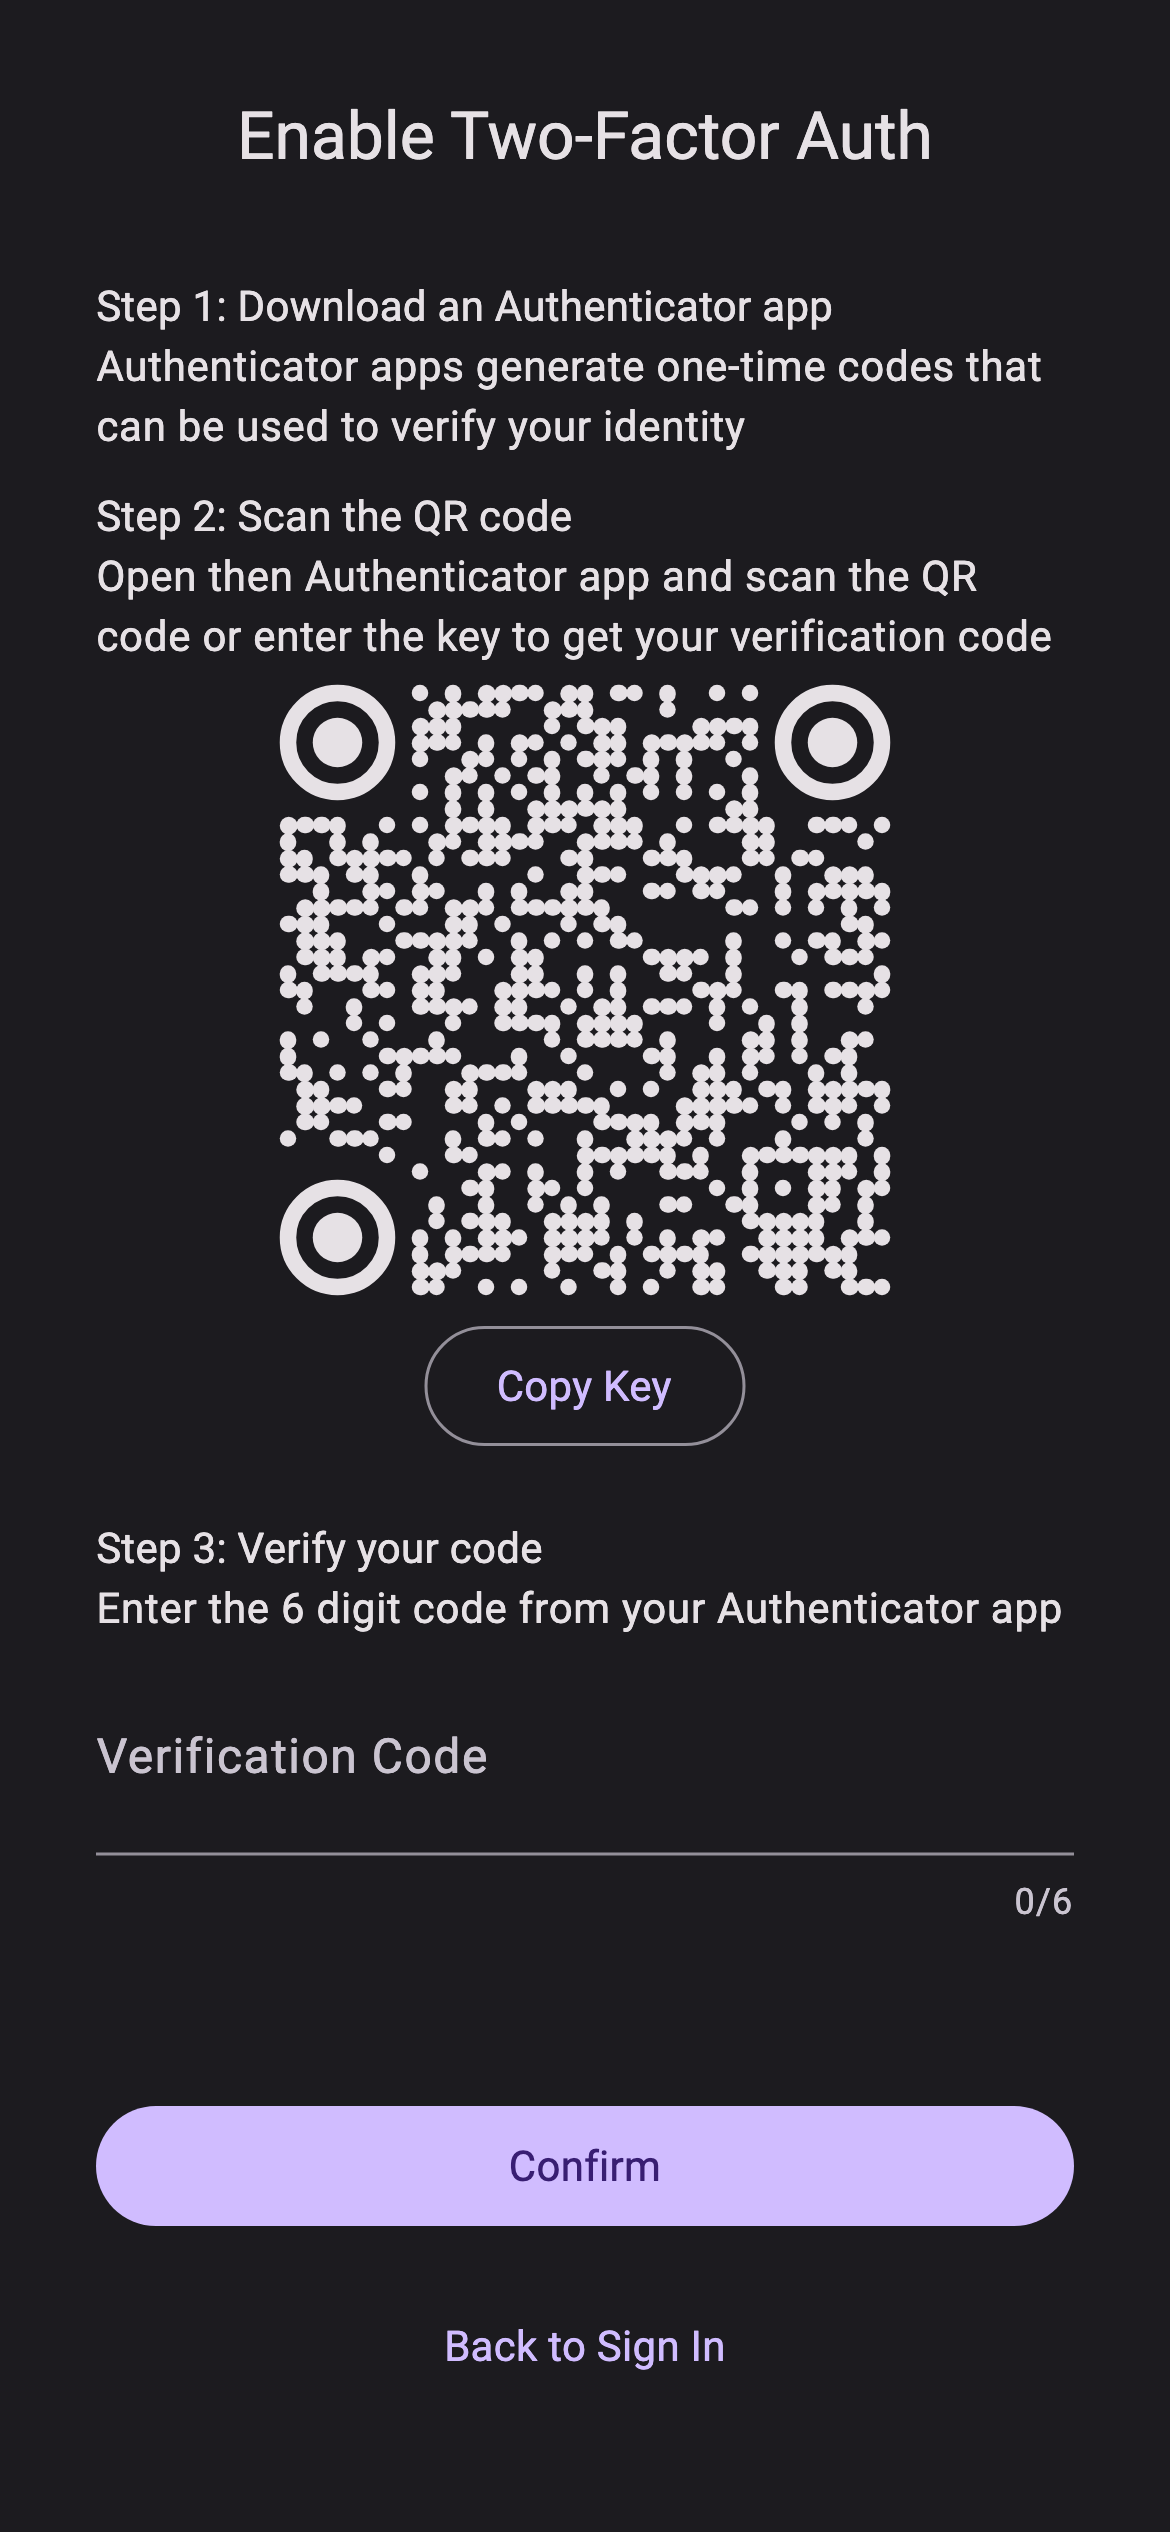 Enable Two-Factor Auth
Step 1: Download an Authenticator app
Authenticator apps generate one-time codes that
can be used to verify your identity
Step 2: Scan the QR code
Open then Authenticator app and scan the QR
code or enter the key to get your verification code
Copy Key
Step 3: Verify your code
Enter the 6 digit code from your Authenticator app
Verification Code
0/6
Confirm
Back to Sign In